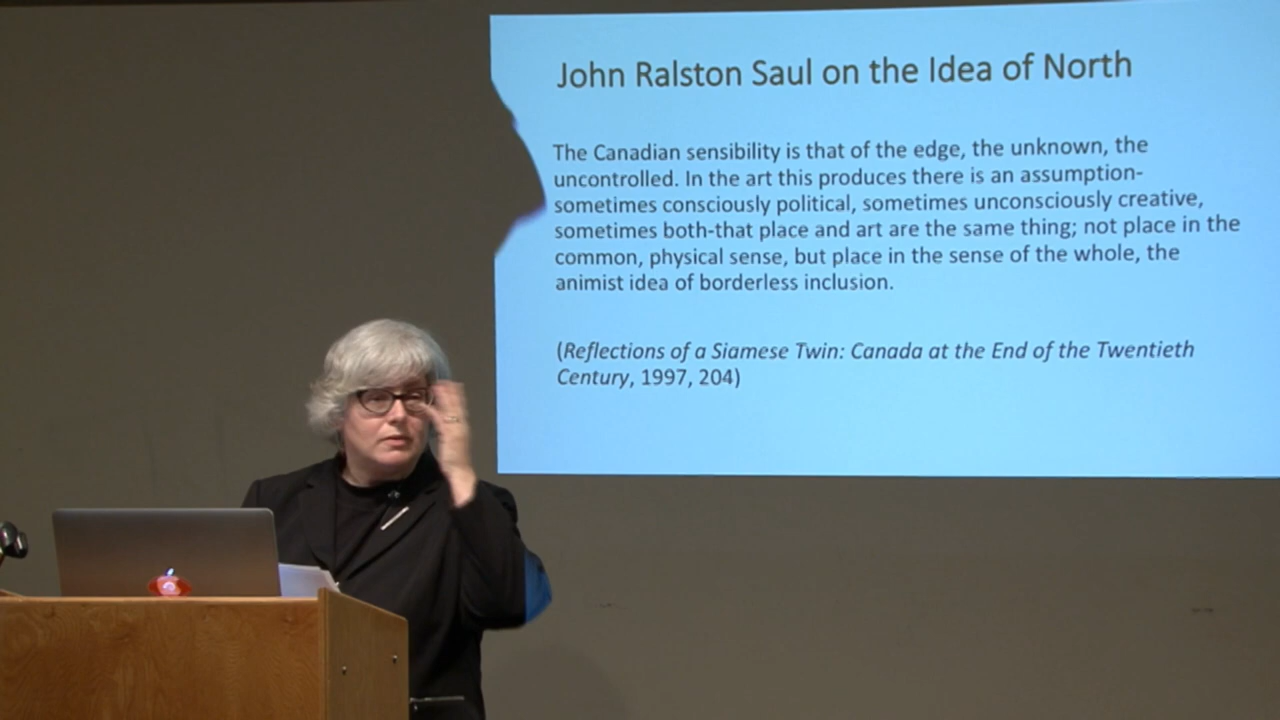 John Ralston Saul on the Idea of North
The Canadian sensibility is that of the edge, the unknown, the
uncontrolled. In the art this produces there is an assumption-
sometimes consciously political, sometimes unconsciously creative,
sometimes both-that place and art are the same thing; not place in the
common, physical sense, but place in the sense of the whole, the
animist idea of borderless inclusion.
(Reflections of a Siamese Twin: Canada at the End of the Twentieth
Century, 1997, 204)